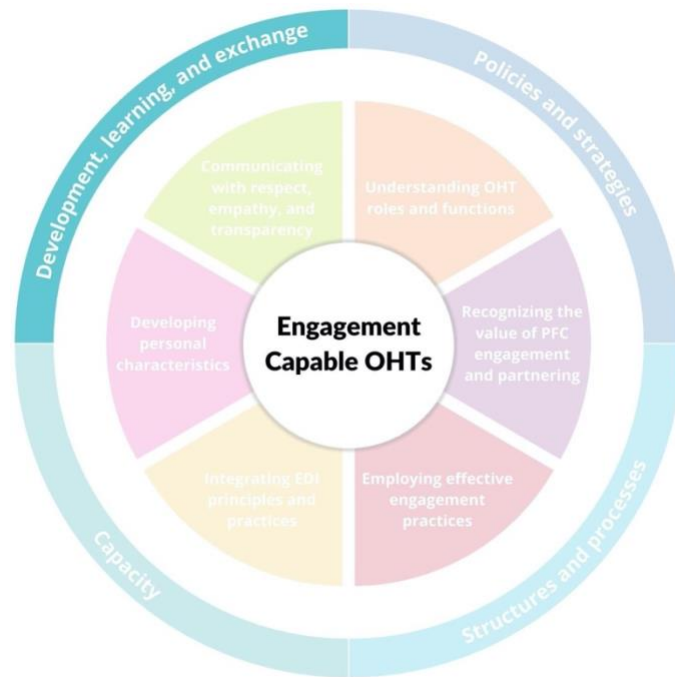 Development, learning, and exchange
Policies and strategies
Communicating
with respect,
empathy, and
transparency
Understanding OHT
roles and functions
Developing
personal
characteristics
Engagement
Capable OHTs
Recognizing the
value of PFC
engagement
and partnering
Integrating EDI
principles and
practices
Employing effective
engagement
practices
Capacity
Structures and processes